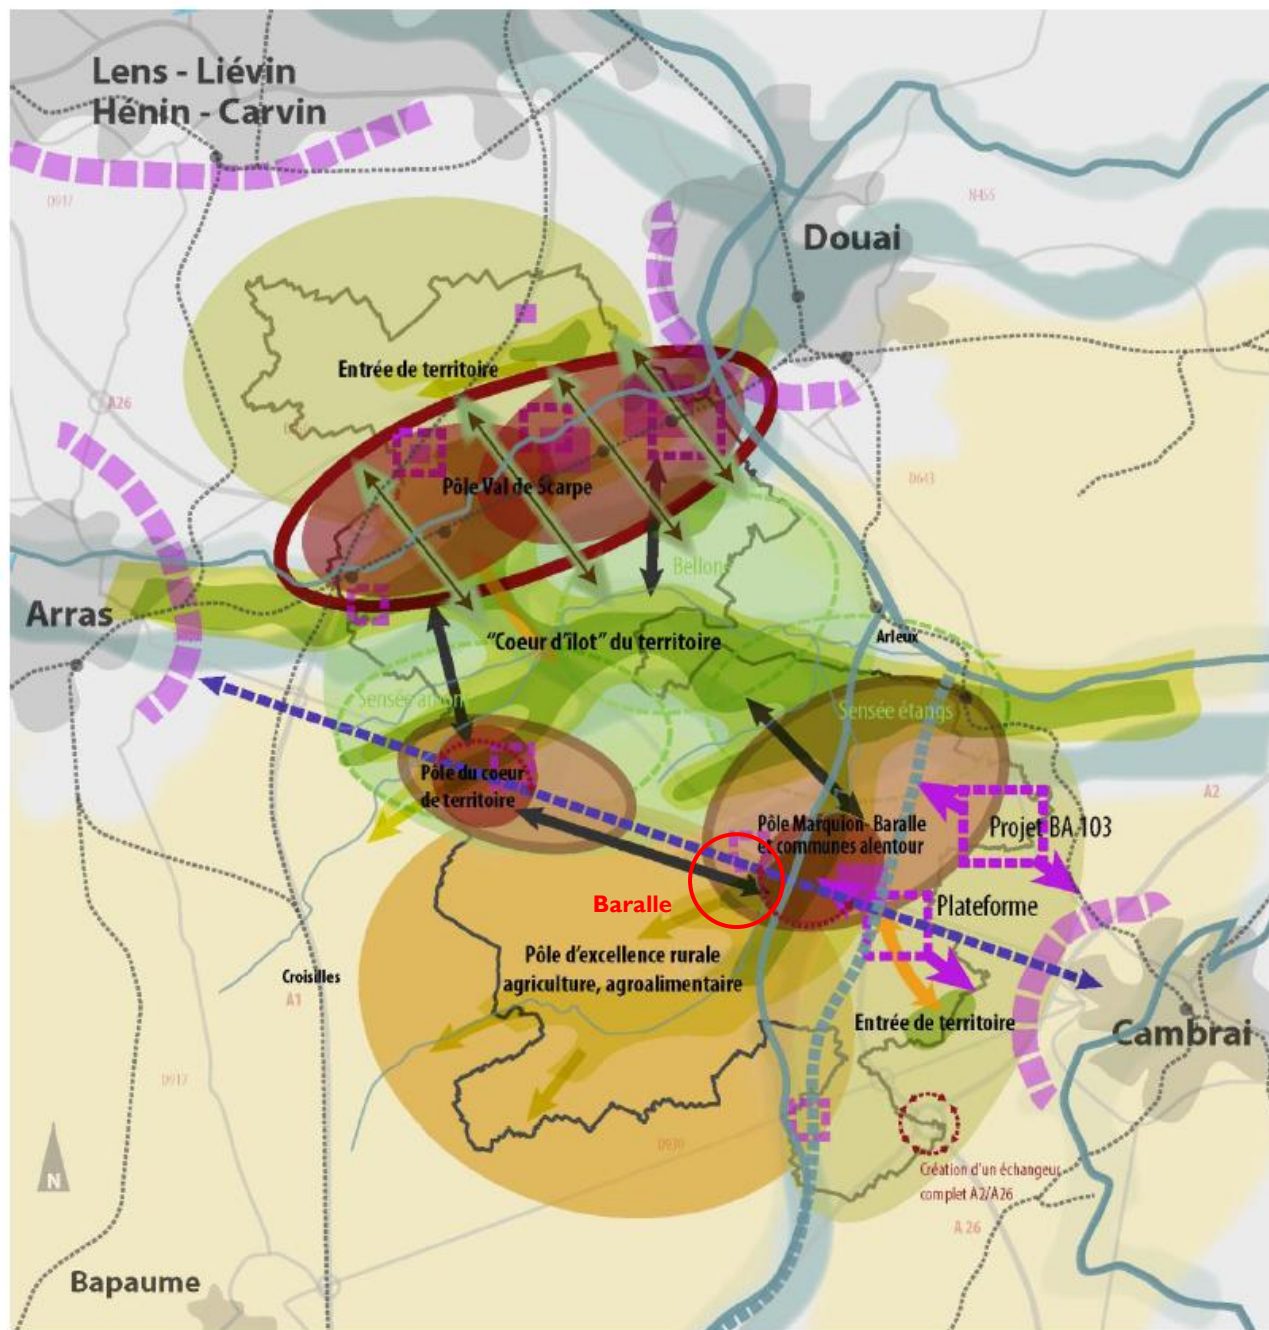 Lens - Liévin
Hénin - Carvin
D917
N455
Douai
Entrée de territoire
A26
D643
Pôle Val de Scarpe
Bellon
Arras
Arleux
"Coeur d'îlot" du territoire
Sensée étangs
Pôle du coeur
de territoire
A2
Pôle Marquion- Baralle
et communes alentour
Projet BA 103
Baralle
Plateforme
Pôle d'excellence rurale
agriculture, agroalimentaire
Croisilles
A1
Entrée de territoire
Cambrai
D917
D939
Création d'un échangeur
complet A2/A26
N
A 26
Bapaume